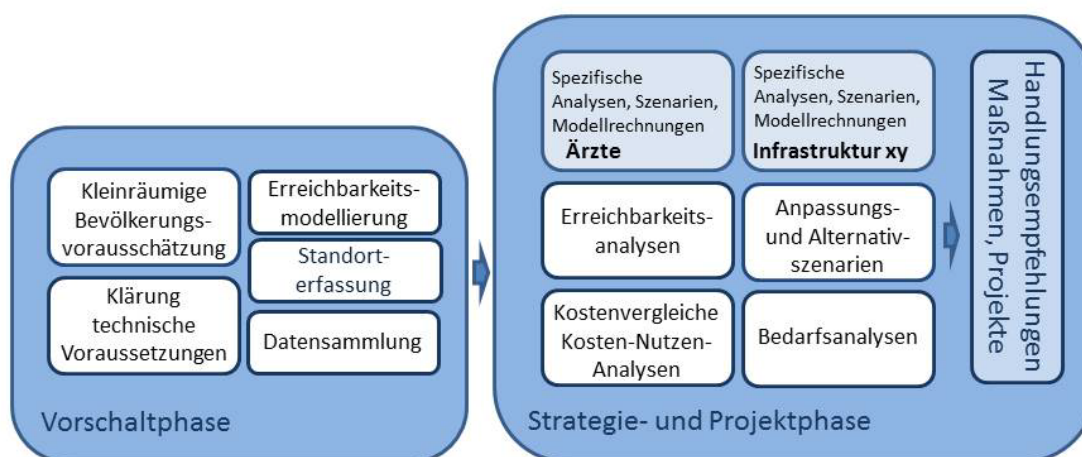 Kleinräumige
Bevölkerungs-
vorausschätzung
Klärung
technische
Voraussetzungen
Erreichbarkeits-
modellierung
Standort-
erfassung
Datensammlung
Vorschaltphase
Spezifische
Analysen, Szenarien,
Modellrechnungen
Ärzte
Spezifische
Analysen, Szenarien,
Modellrechnungen
Infrastruktur xy
Erreichbarkeits-
analysen
Anpassungs-
und Alternativ-
szenarien
Kostenvergleiche
Kosten-Nutzen-
Analysen
Bedarfsanalysen
Handlungsempfehlungen
Maßnahmen, Projekte
Strategie- und Projektphase